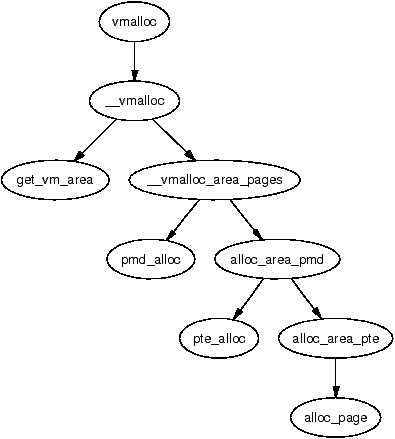 vmalloc
__vmalloc
get_vm_area
__vmalloc_area_pages
pmd_alloc
alloc_area_pmd
pte_alloc
alloc_area_pte
alloc_page